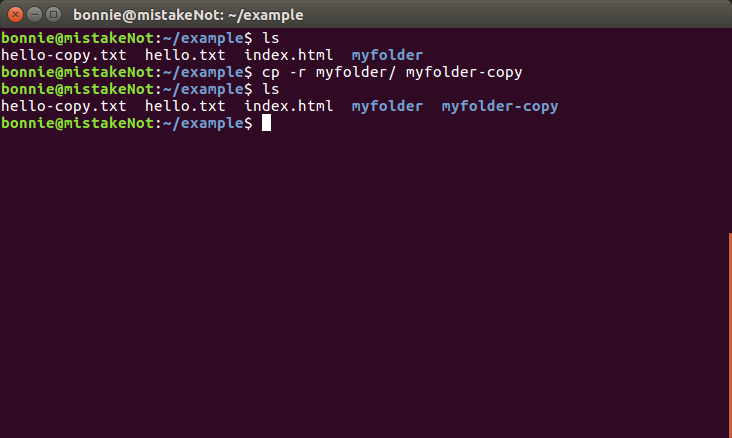 bonnie@mistakeNot: ~/example
bonnie@mistakeNot:~/example$ ls
hello-copy.txt  hello.txt  index.html  myfolder
bonnie@mistakeNot:~/example$ cp -r myfolder/ myfolder-copy
bonnie@mistakeNot:~/example$ ls
hello-copy.txt  hello.txt  index.html  myfolder  myfolder-copy
bonnie@mistakeNot:~/example$